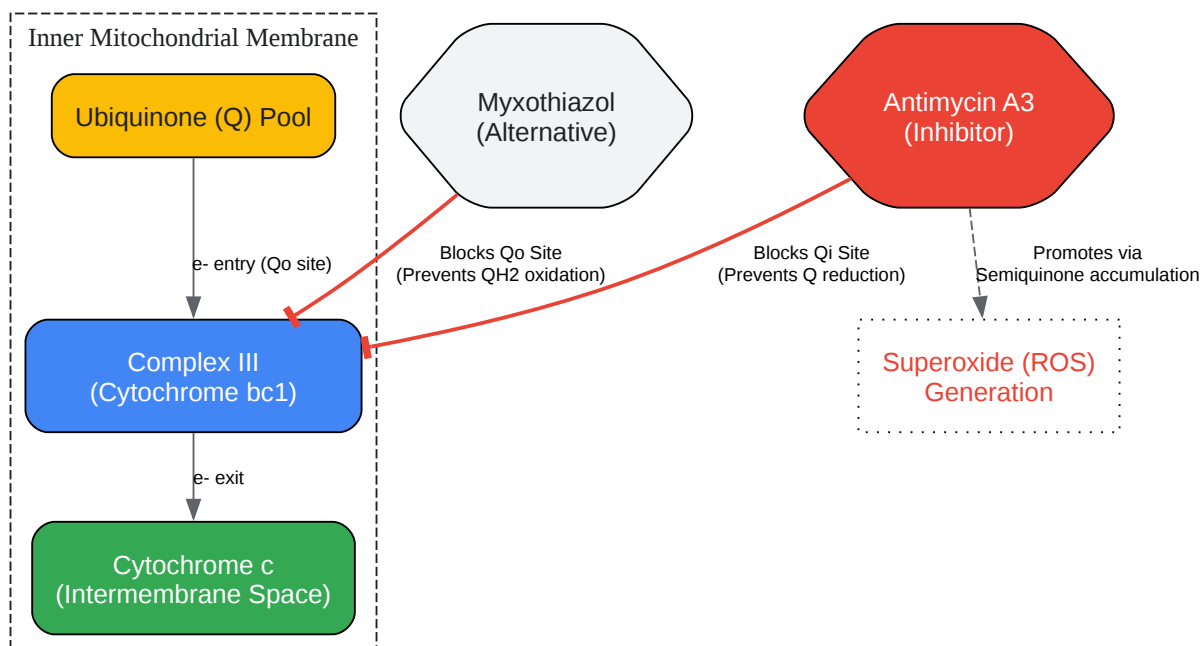 Inner Mitochondrial Membrane
Ubiquinone (Q) Pool
Myxothiazol
(Alternative)
Antimycin A3
(Inhibitor)
e- entry (Qo site)
Blocks Qo Site
(Prevents QH2 oxidation)
Blocks Qi Site
(Prevents Q reduction)
Promotes via
Semiquinone accumulation
Complex III
(Cytochrome bc1)
Superoxide (ROS)
Generation
e- exit
Cytochrome c
(Intermembrane Space)